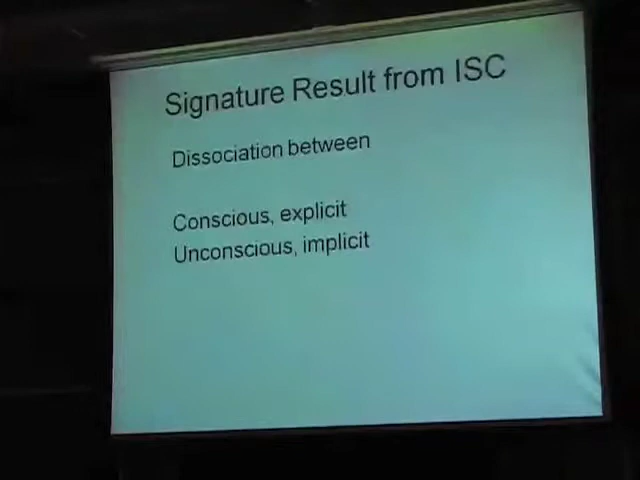 Signature Result from ISC
Dissociation between
Conscious, explicit
Unconscious, implicit